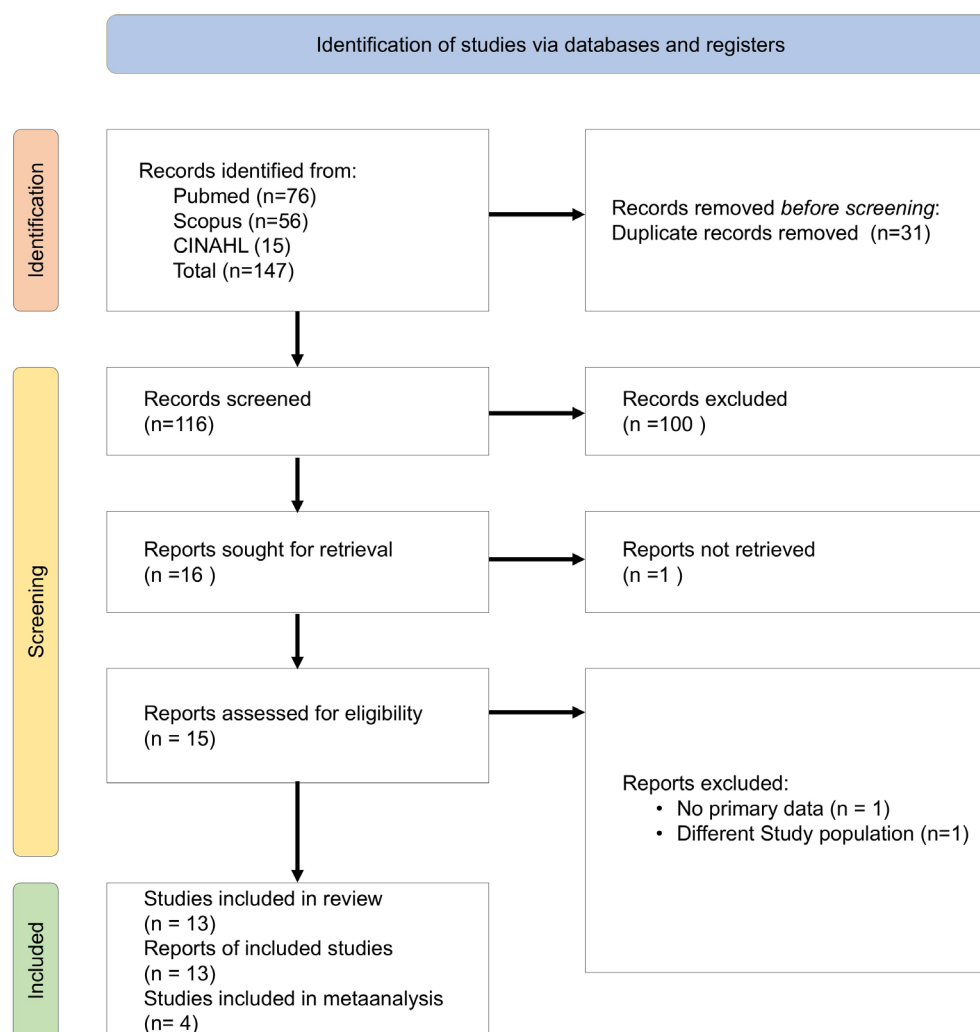 Identification of studies via databases and registers
Identification
Records identified from:
Pubmed (n=76)
Scopus (n=56)
CINAHL (15)
Total (n=147)
Records removed before screening:
Duplicate records removed (n=31)
Screening
Records screened
(n=116)
Records excluded
(n =100 )
Reports sought for retrieval
(n =16 )
Reports not retrieved
(n =1 )
Reports assessed for eligibility
(n = 15)
Reports excluded:
• No primary data (n = 1)
• Different Study population (n=1)
Included
Studies included in review
(n = 13)
Reports of included studies
(n = 13)
Studies included in metaanalysis
(n= 4)